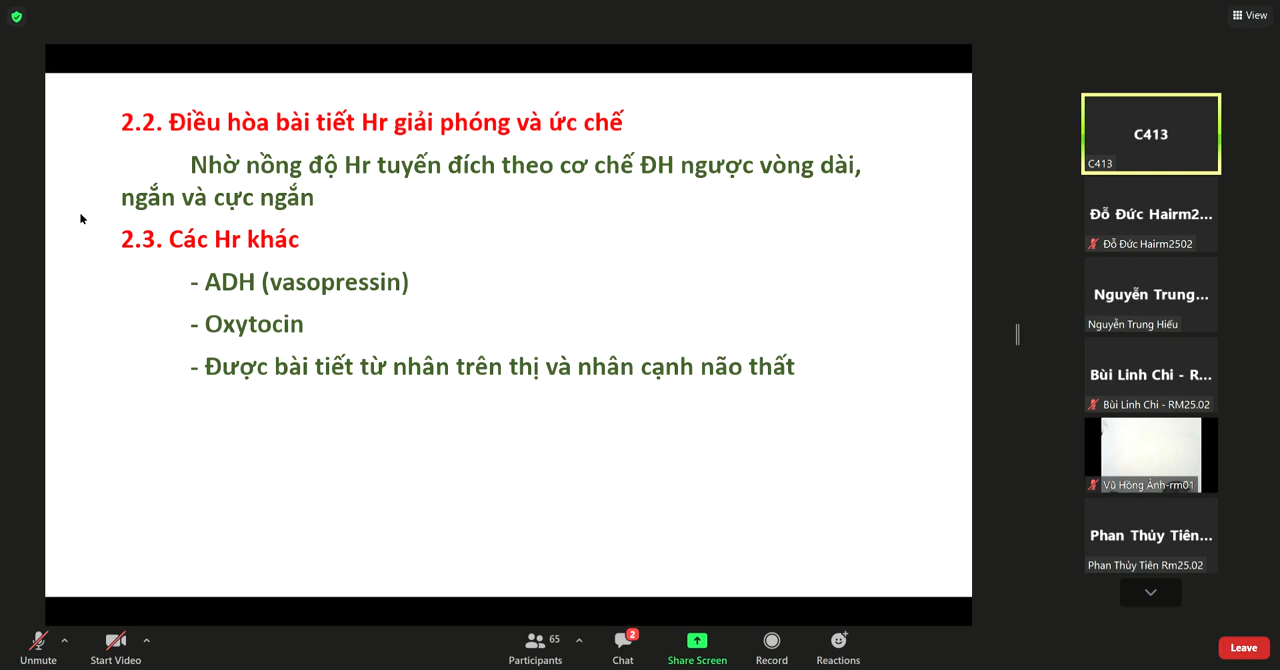 View
2.2. Điều hòa bài tiết Hr giải phóng và ức chế
Nhờ nồng độ Hr tuyến đích theo cơ chế ĐH ngược vòng dài,
ngắn và cực ngắn
2.3. Các Hr khác
- ADH (vasopressin)
- Oxytocin
- Được bài tiết từ nhân trên thị và nhân cạnh não thất
C413
C413
Đỗ Đức Hairm2...
Đỗ Đức Hairm2502
Nguyễn Trung...
Nguyễn Trung Hiếu
Bùi Linh Chi - R...
Bùi Linh Chi - RM25.02
Vũ Hồng Ánh-rm01
Phan Thủy Tiên...
Phan Thủy Tiên Rm25.02
Unmute
Start Video
65
Participants
2
Chat
Share Screen
Record
Reactions
Leave